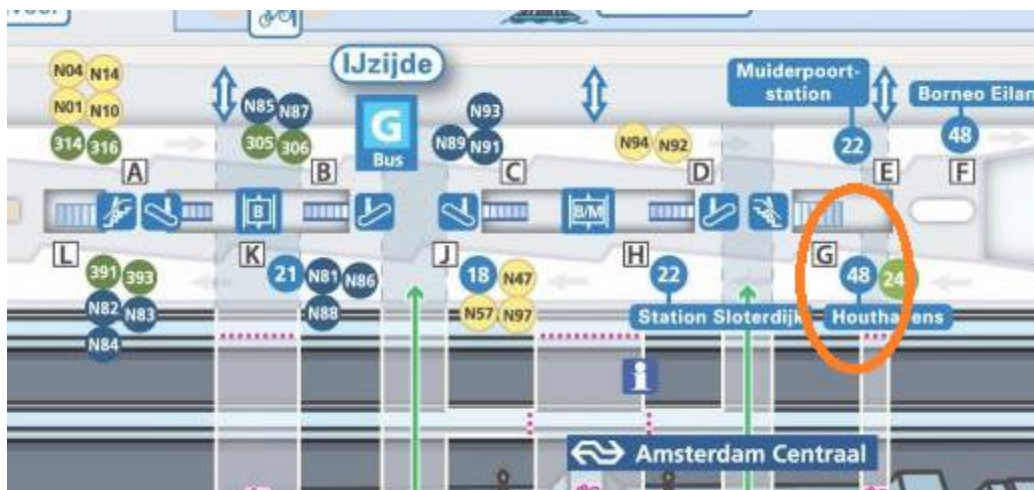 IJzijde
G
Bus
N04 N14
N01 N10
314 316
N85 N87
305 306
N93
N89 N91
N94 N92
Muiderpoort-
station
22
Borneo Eilan
48
A
B
C
D
E
F
B
B/M
L
K
J
H
G
391 393
N82 N83
N84
21 N81 N86
N88
18 N47
N57 N97
22
Station Sloterdijk
48
24
Houthavens
i
Amsterdam Centraal